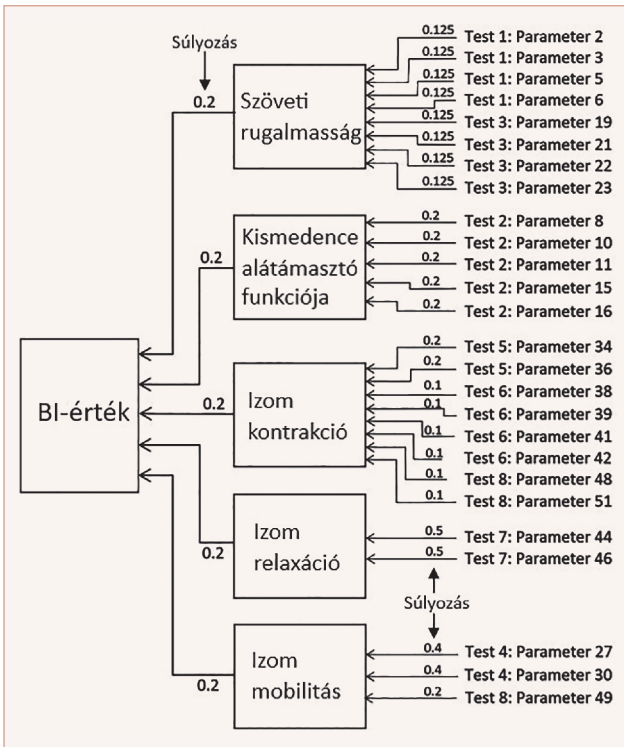 Súlyozás
0.2
Szöveti
rugalmasság
0.125 Test 1: Parameter 2
0.125 Test 1: Parameter 3
0.125 Test 1: Parameter 5
0.125 Test 1: Parameter 6
0.125 Test 3: Parameter 19
0.125 Test 3: Parameter 21
0.125 Test 3: Parameter 22
0.125 Test 3: Parameter 23
0.2
Kismedence
alátámasztó
funkciója
0.2 Test 2: Parameter 8
0.2 Test 2: Parameter 10
0.2 Test 2: Parameter 11
0.2 Test 2: Parameter 15
0.2 Test 2: Parameter 16
BI-érték
0.2
Izom
kontrakció
0.2 Test 5: Parameter 34
0.2 Test 5: Parameter 36
0.1 Test 6: Parameter 38
0.1 Test 6: Parameter 39
0.1 Test 6: Parameter 41
0.1 Test 6: Parameter 42
0.1 Test 8: Parameter 48
0.1 Test 8: Parameter 51
0.2
Izom
relaxáció
0.5 Test 7: Parameter 44
0.5 Test 7: Parameter 46
Súlyozás
0.2
Izom
mobilitás
0.4 Test 4: Parameter 27
0.4 Test 4: Parameter 30
0.2 Test 8: Parameter 49